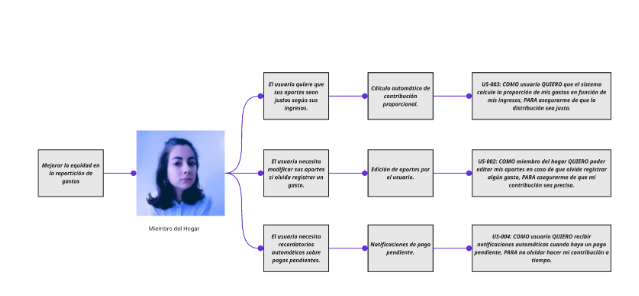 El usuario quiere que
sus aportes sean
justos según sus
ingresos.
Cálculo automático de
contribución
proporcional.
US-003: COMO usuario QUIERO que el sistema
calcule la proporción de mis gastos en función de
mis ingresos, PARA asegurarme de que la
distribución sea justa.
Mejorar la equidad en
la repartición de
gastos
Miembro del Hogar
El usuario necesita
modificar sus aportes
si olvida registrar un
gasto.
Edición de aportes por
el usuario.
US-002: COMO miembro del hogar QUIERO poder
editar mis aportes en caso de que olvide registrar
algún gasto, PARA asegurarme de que mi
contribución sea precisa.
El usuario necesita
recordatorios
automáticos sobre
pagos pendientes.
Notificaciones de pago
pendiente.
US-004: COMO usuario QUIERO recibir
notificaciones automáticas cuando haya un pago
pendiente, PARA no olvidar hacer mi contribución a
tiempo.